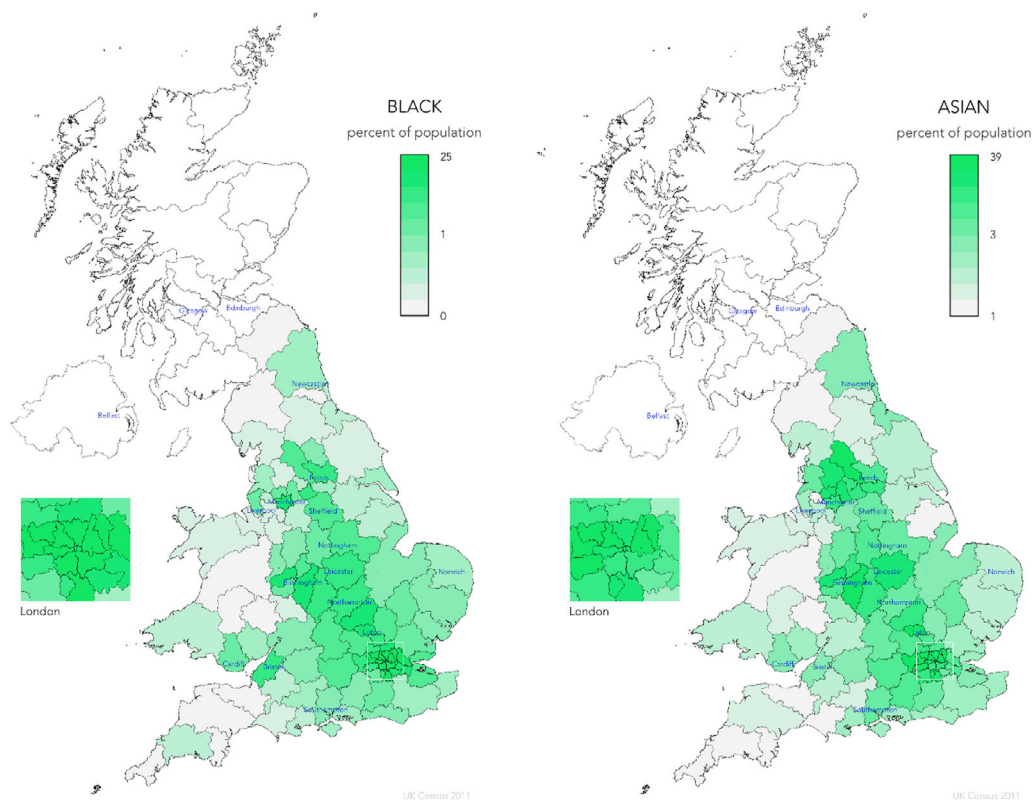 BLACK
percent of population
25
1
0
Glasgow
Edinburgh
Newcastle
Belfast
Leeds
Manchester
Liverpool
Sheffield
Nottingham
Leicester
Norwich
Birmingham
Northampton
Luton
Cardiff
Bristol
Southampton
London
UK Census 2011
ASIAN
percent of population
39
3
1
Glasgow
Edinburgh
Newcastle
Belfast
Leeds
Manchester
Liverpool
Sheffield
Nottingham
Leicester
Norwich
Birmingham
Northampton
Luton
Cardiff
Bristol
Southampton
London
UK Census 2011